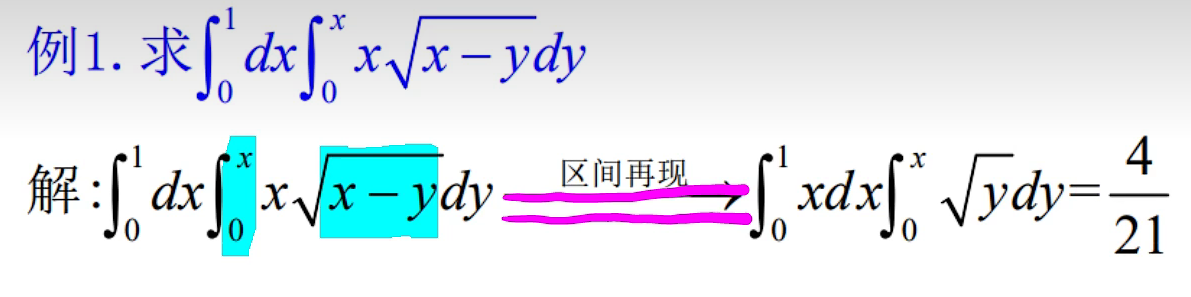 例1. 求∫₀¹dx∫₀ˣ x√(x−y)dy
解:∫₀¹dx∫₀ˣ x√(x−y)dy 区间再现→ ∫₀¹xdx∫₀ˣ √y dy=4/21